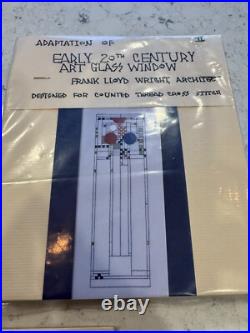 ADAPTATION OF
EARLY 20TH CENTURY
ART GLASS WINDOW
FRANK LLOYD WRIGHT, ARCHITECT
DESIGNED FOR COUNTED THREAD CROSS STITCH